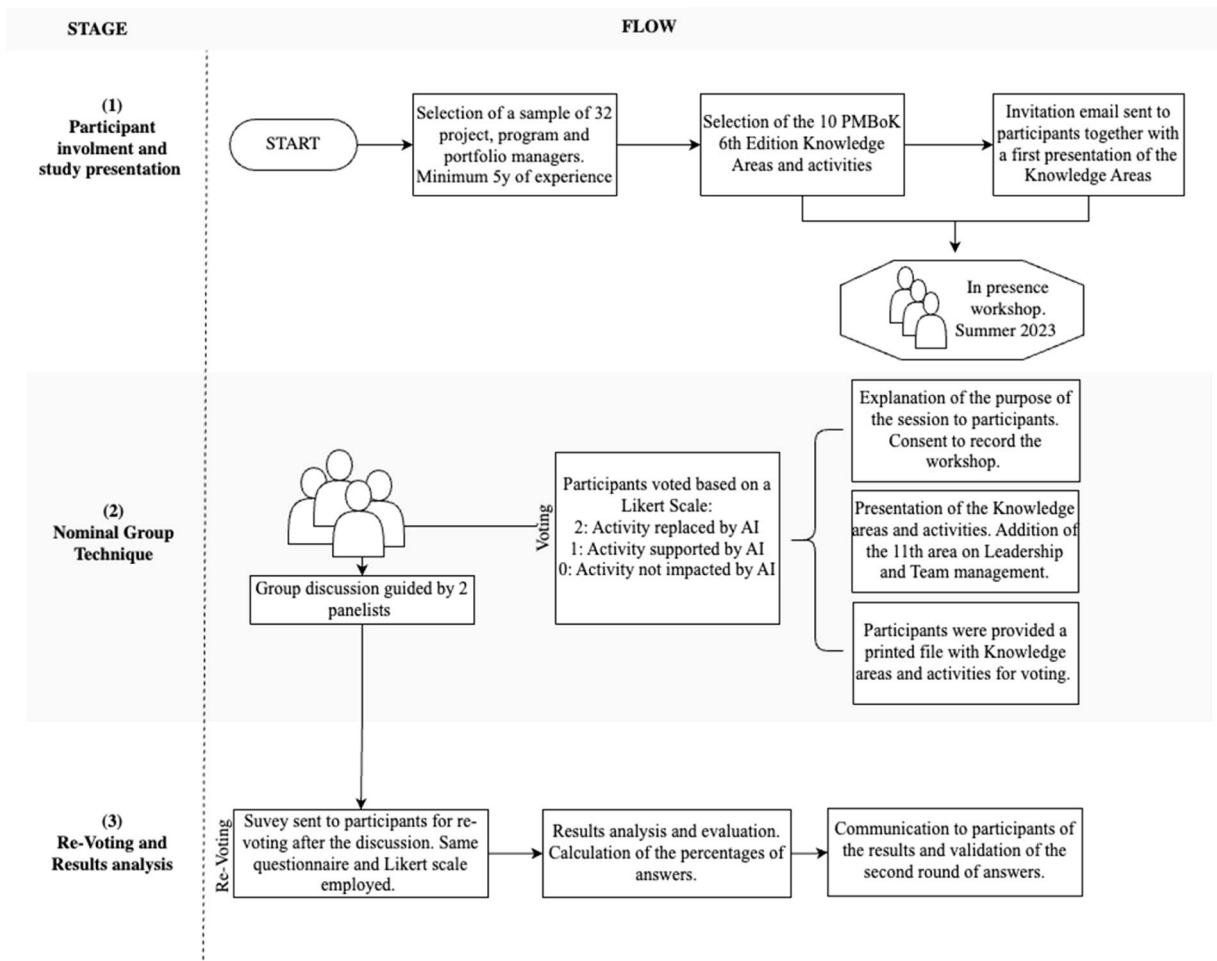 STAGE
FLOW
(1)
Participant
involment and
study presentation
START
Selection of a sample of 32
project, program and
portfolio managers.
Minimum 5y of experience
Selection of the 10 PMBoK
6th Edition Knowledge
Areas and activities
Invitation email sent to
participants together with
a first presentation of the
Knowledge Areas
In presence
workshop.
Summer 2023
(2)
Nominal Group
Technique
Group discussion guided by 2
panelists
Voting
Participants voted based on a
Likert Scale:
2: Activity replaced by AI
1: Activity supported by AI
0: Activity not impacted by AI
Explanation of the purpose of
the session to participants.
Consent to record the
workshop.
Presentation of the Knowledge
areas and activities. Addition of
the 11th area on Leadership
and Team management.
Participants were provided a
printed file with Knowledge
areas and activities for voting.
(3)
Re-Voting and
Results analysis
Re-Voting
Suvey sent to participants for re-
voting after the discussion. Same
questionnaire and Likert scale
employed.
Results analysis and evaluation.
Calculation of the percentages of
answers.
Communication to participants of
the results and validation of the
second round of answers.